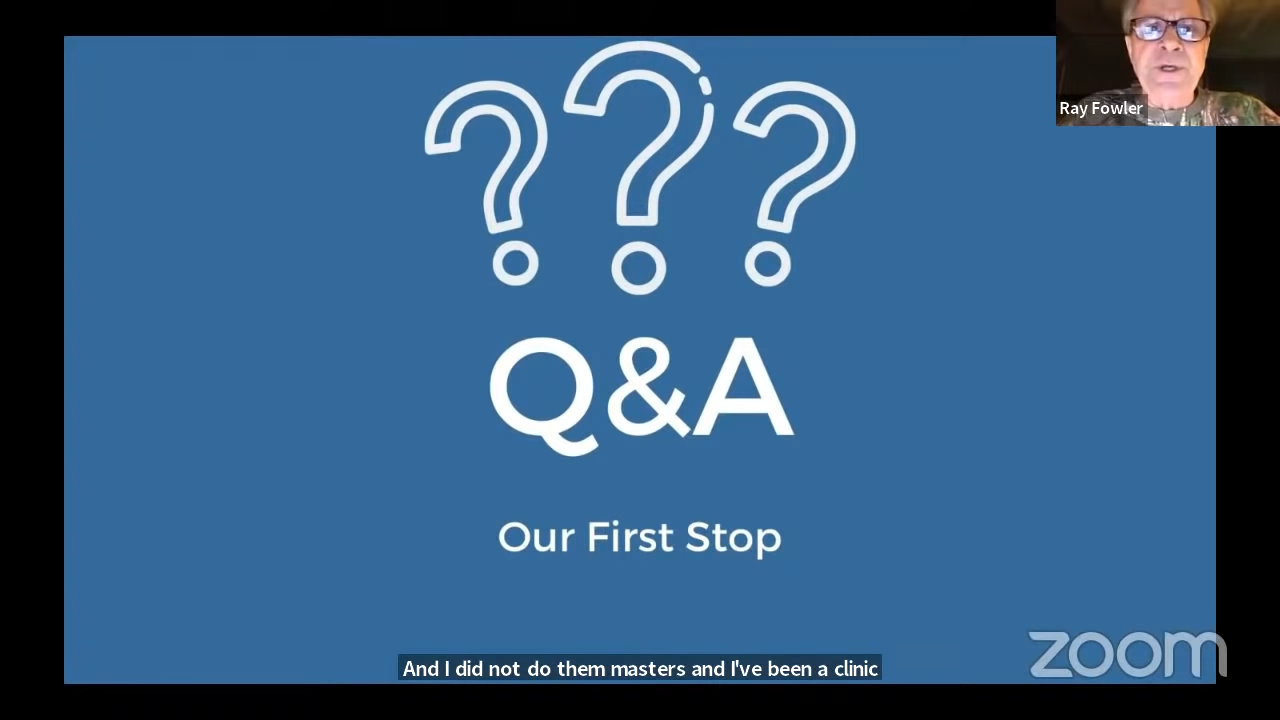 Ray Fowler
???
Q&A
Our First Stop
And I did not do them masters and I've been a clinic
zoom